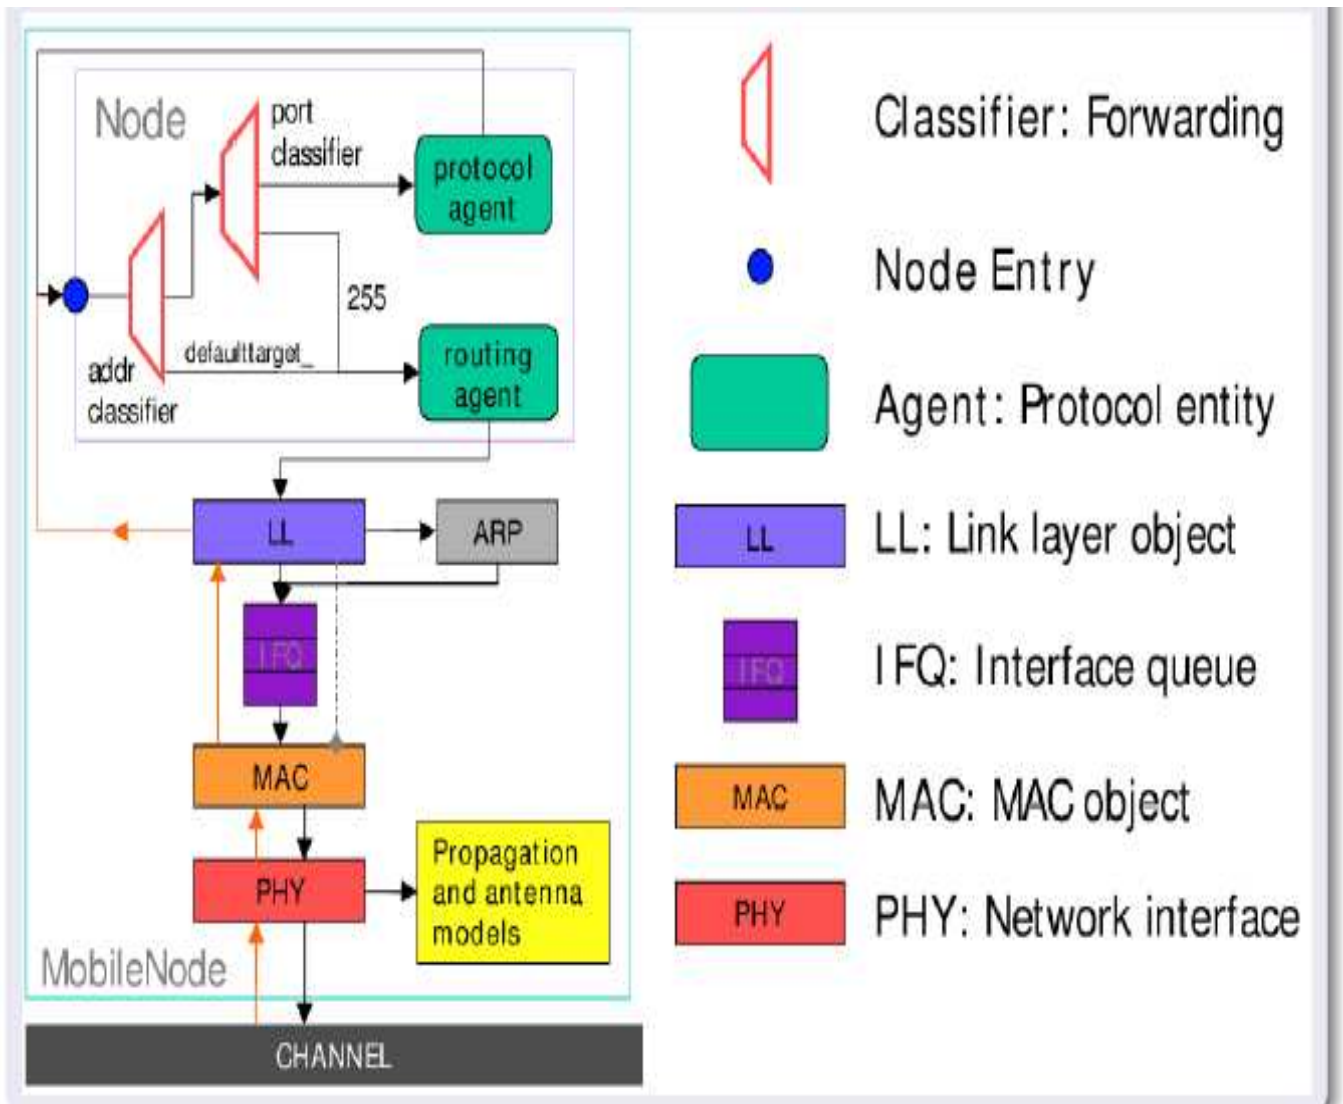 Node
port
classifier
protocol
agent
255
defaulttarget_
addr
classifier
routing
agent
LL
ARP
IFQ
MAC
PHY
Propagation
and antenna
models
MobileNode
CHANNEL
Classifier: Forwarding
Node Entry
Agent: Protocol entity
LL
LL: Link layer object
IFQ
IFQ: Interface queue
MAC
MAC: MAC object
PHY
PHY: Network interface